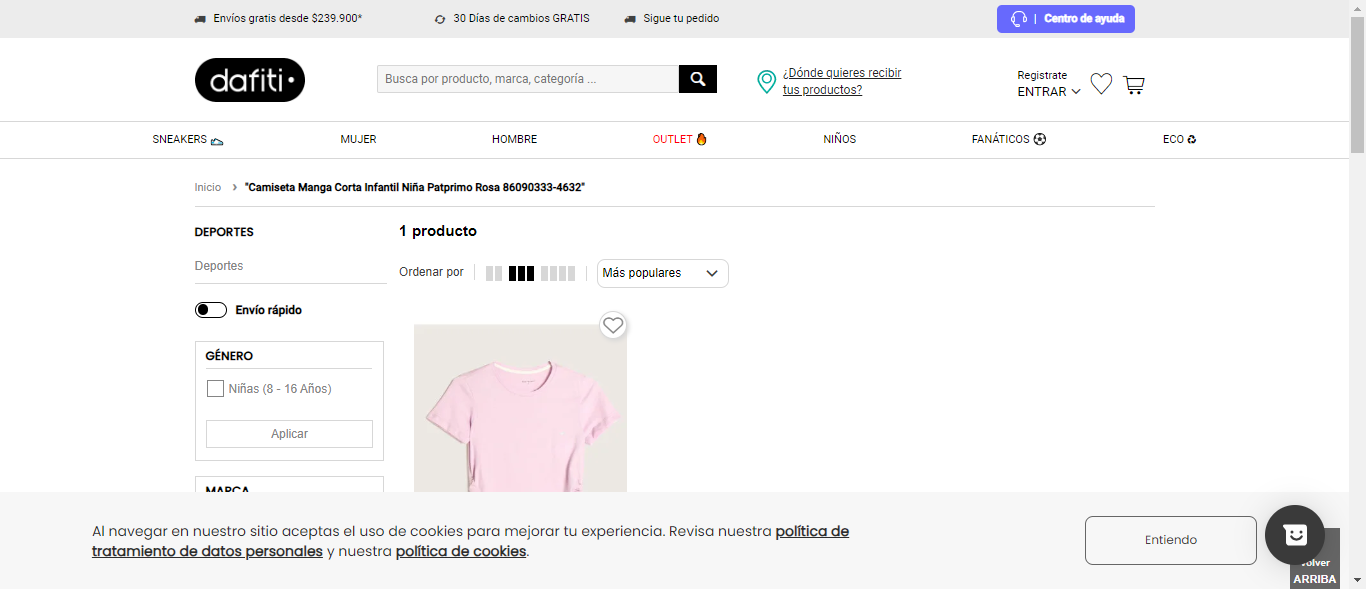 Envíos gratis desde $239.900*
30 Días de cambios GRATIS
Sigue tu pedido
| Centro de ayuda
dafiti
Busca por producto, marca, categoría ...
¿Dónde quieres recibir
tus productos?
Registrate
ENTRAR
SNEAKERS
MUJER
HOMBRE
OUTLET
NIÑOS
FANÁTICOS
ECO
Inicio
"Camiseta Manga Corta Infantil Niña Patprimo Rosa 86090333-4632"
DEPORTES
Deportes
Envío rápido
GÉNERO
Niñas (8 - 16 Años)
Aplicar
MARCA
1 producto
Ordenar por
Más populares
Al navegar en nuestro sitio aceptas el uso de cookies para mejorar tu experiencia. Revisa nuestra política de
tratamiento de datos personales y nuestra política de cookies.
Entiendo
Volver
ARRIBA